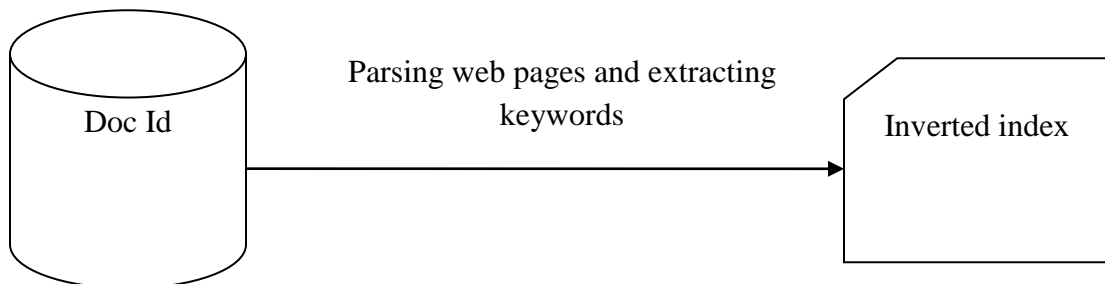 Doc Id
Parsing web pages and extracting
keywords
Inverted index